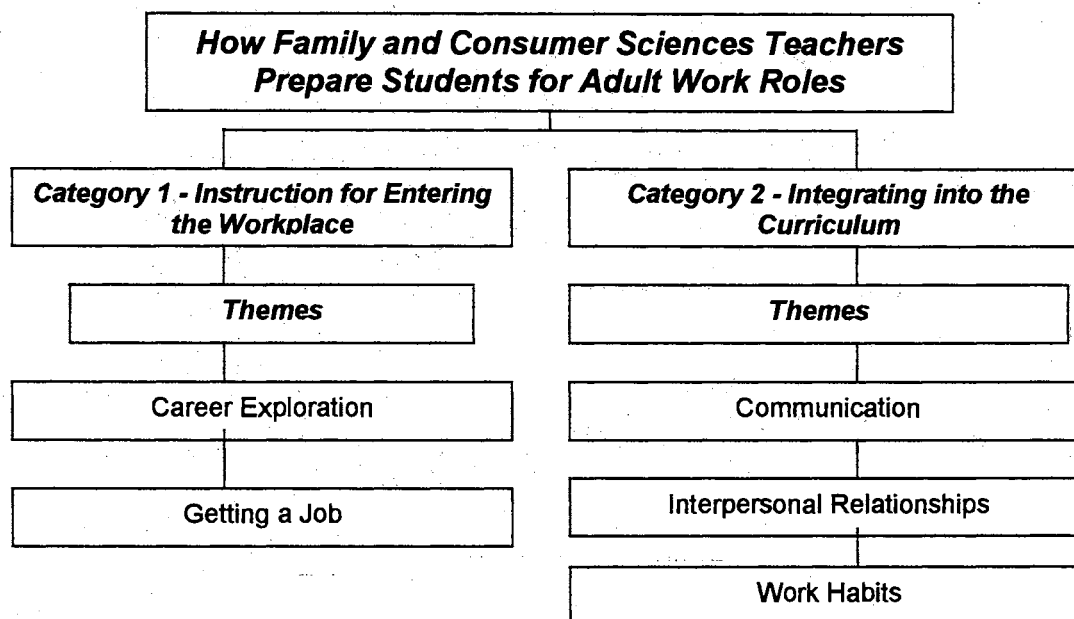 How Family and Consumer Sciences Teachers
Prepare Students for Adult Work Roles
Category 1 - Instruction for Entering
the Workplace
Themes
Career Exploration
Getting a Job
Category 2 - Integrating into the
Curriculum
Themes
Communication
Interpersonal Relationships
Work Habits